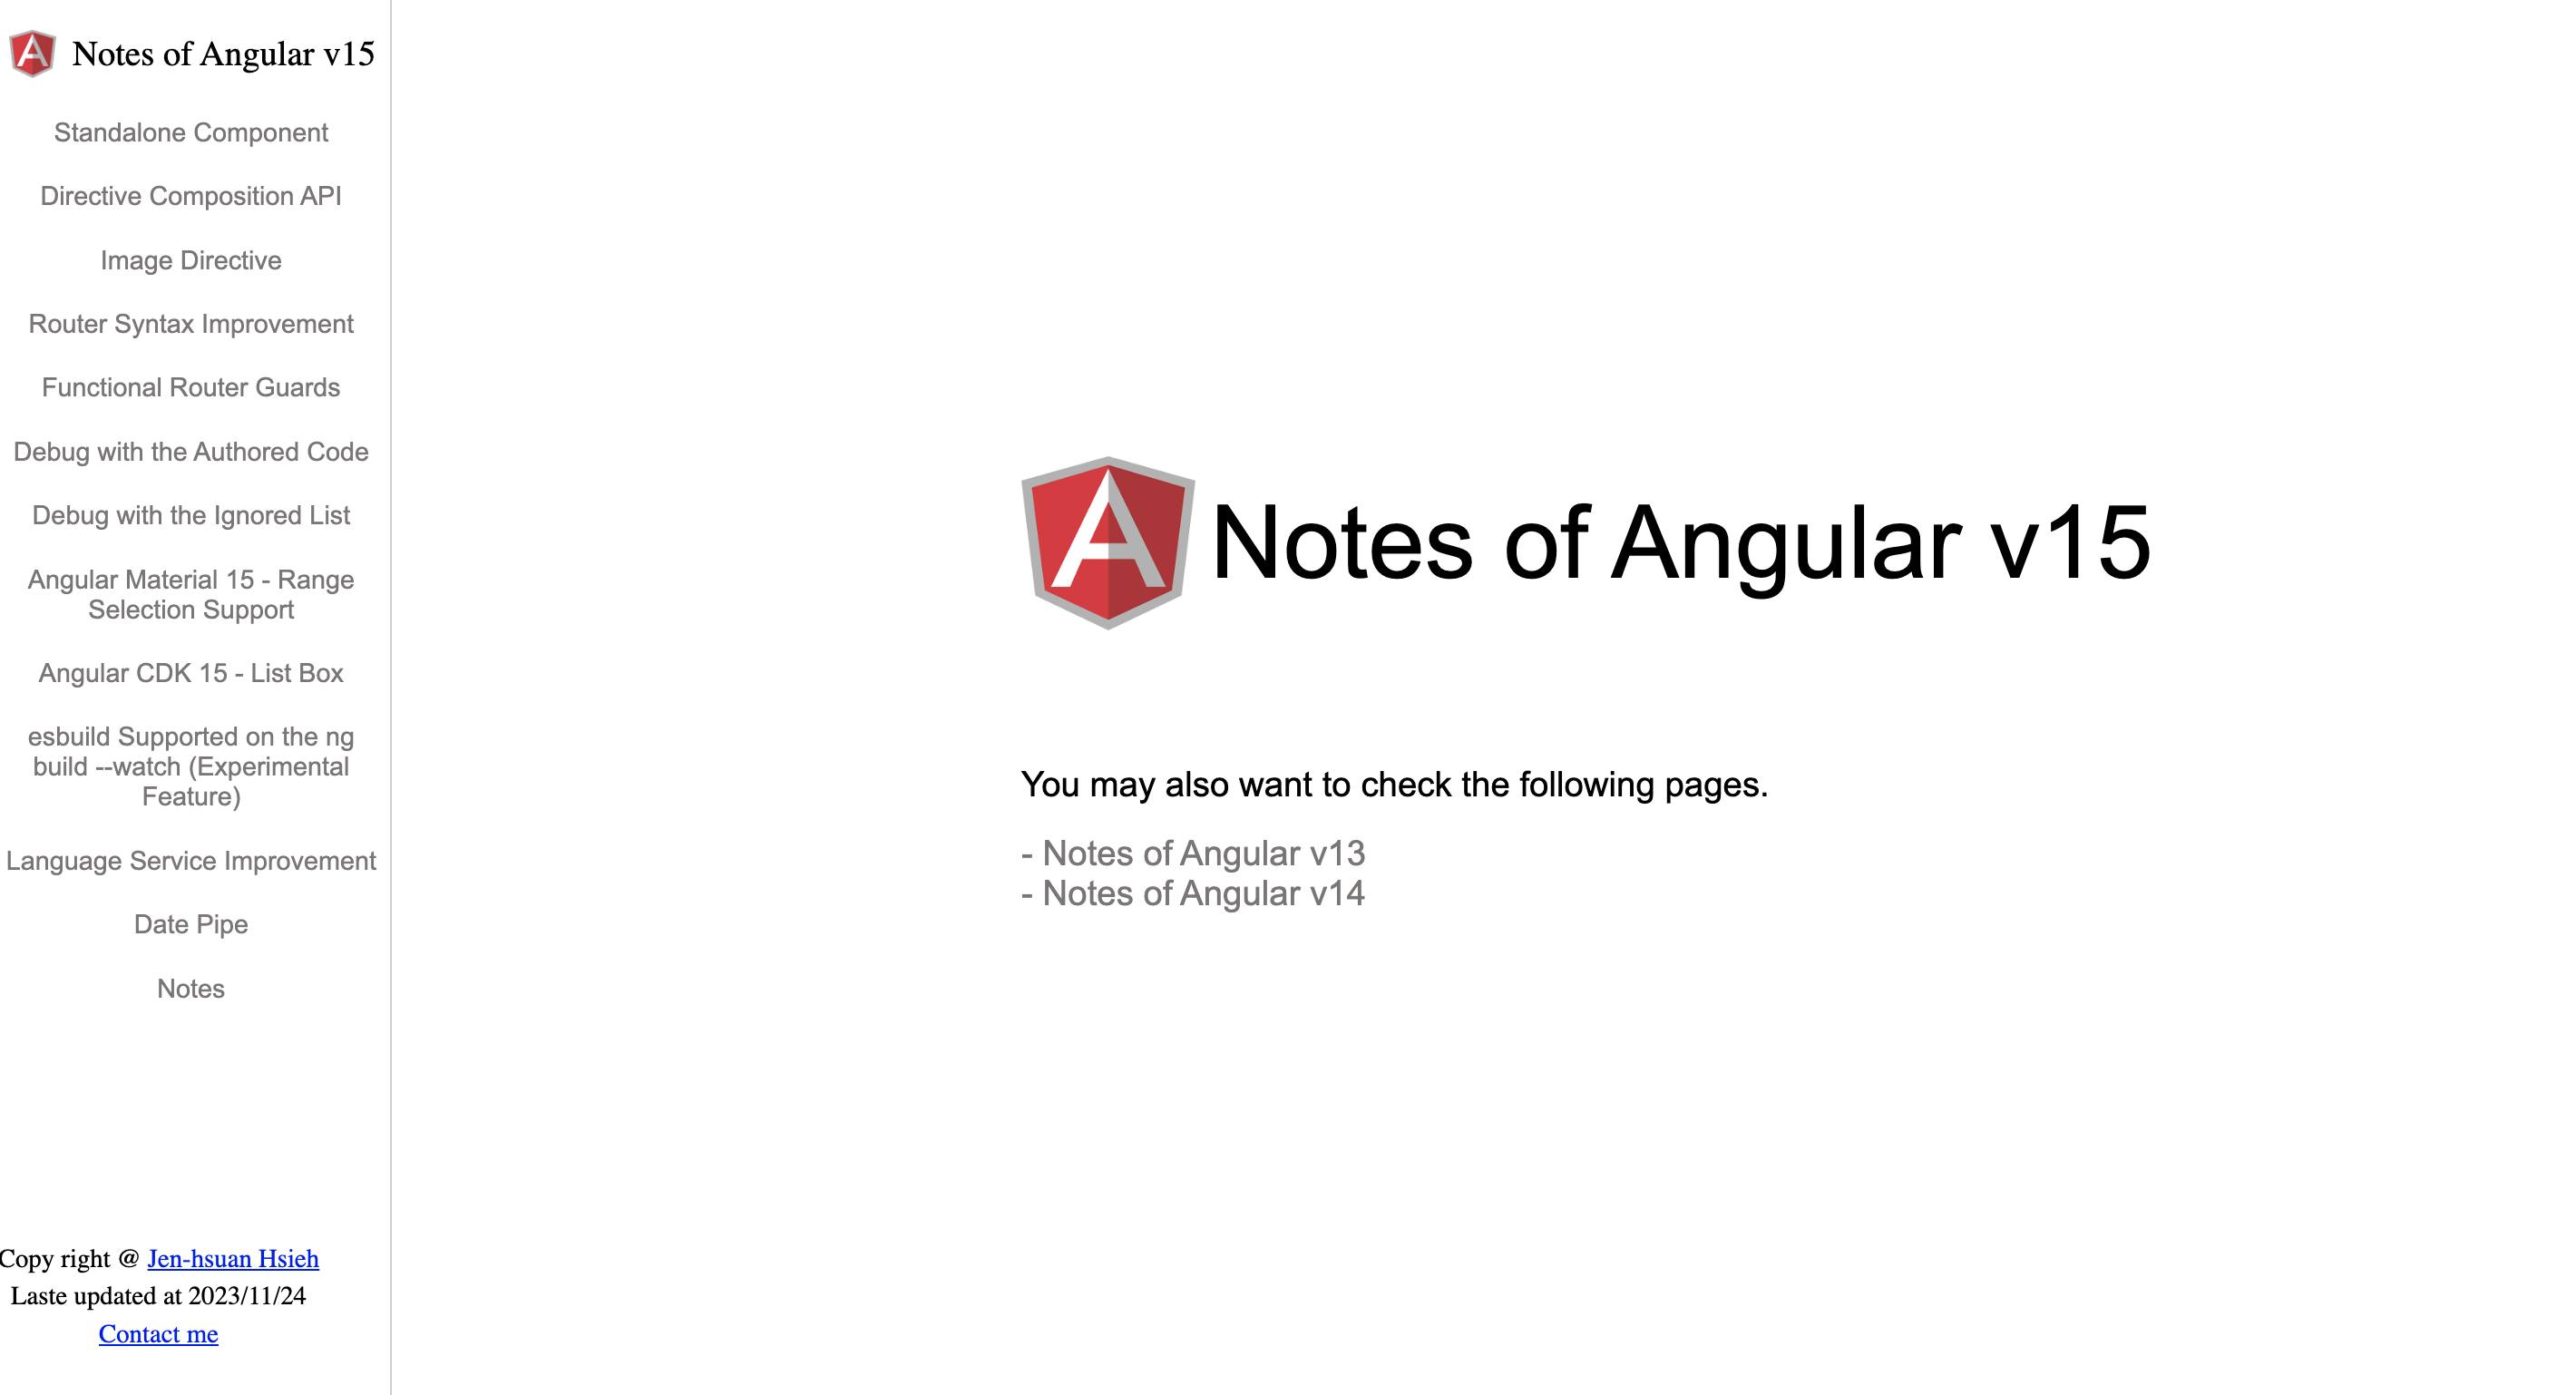 Notes of Angular v15
Standalone Component
Directive Composition API
Image Directive
Router Syntax Improvement
Functional Router Guards
Debug with the Authored Code
Debug with the Ignored List
Angular Material 15 - Range
Selection Support
Angular CDK 15 - List Box
esbuild Supported on the ng
build --watch (Experimental
Feature)
Language Service Improvement
Date Pipe
Notes
Copy right @ Jen-hsuan Hsieh
Laste updated at 2023/11/24
Contact me
Notes of Angular v15
You may also want to check the following pages.
- Notes of Angular v13
- Notes of Angular v14